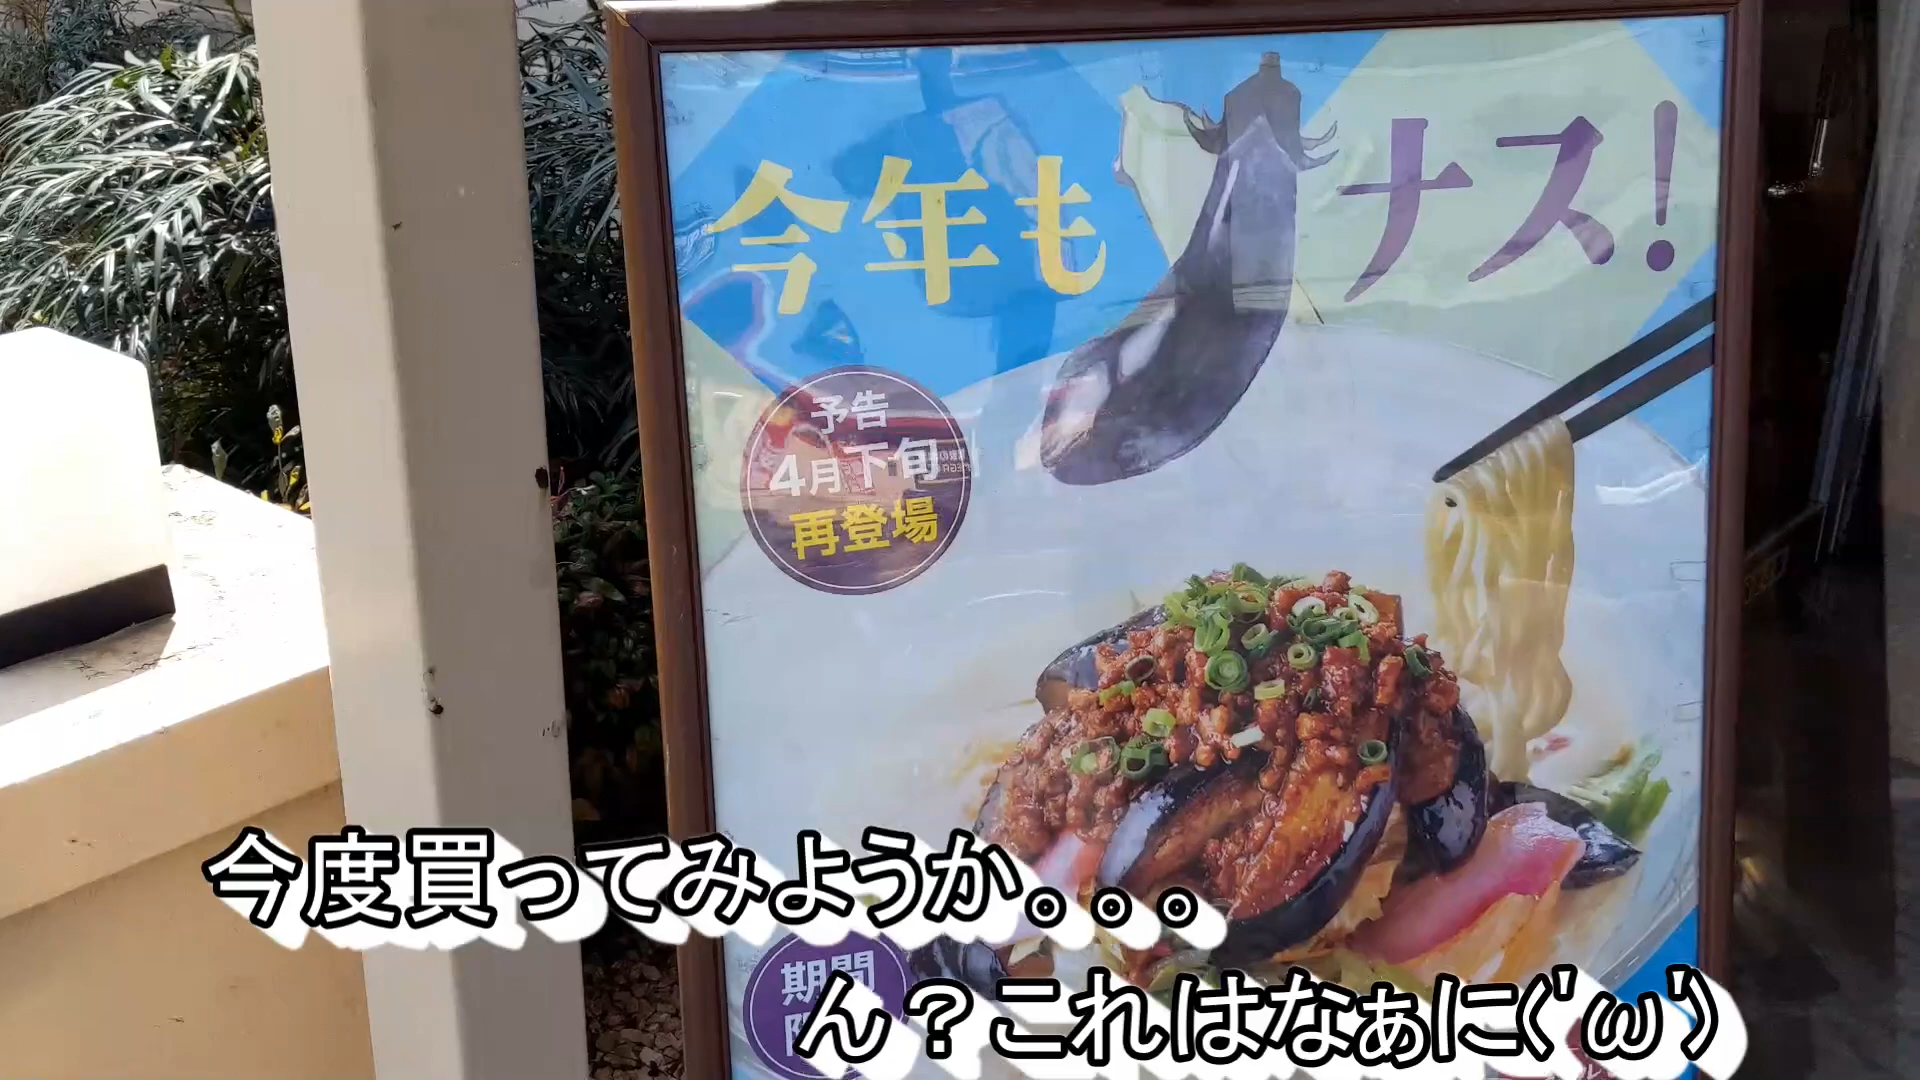 今年も ナス!
予告
4月下旬
再登場
今度買ってみようか。。。
期間
ん？これはなぁに('ω')